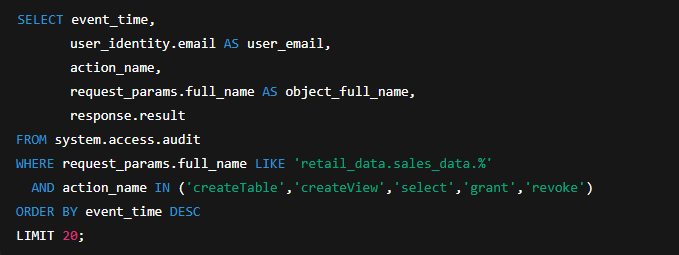 SELECT event_time,
user_identity.email AS user_email,
action_name,
request_params.full_name AS object_full_name,
response.result
FROM system.access.audit
WHERE request_params.full_name LIKE 'retail_data.sales_data.%'
AND action_name IN ('createTable','createView','select','grant','revoke')
ORDER BY event_time DESC
LIMIT 20;